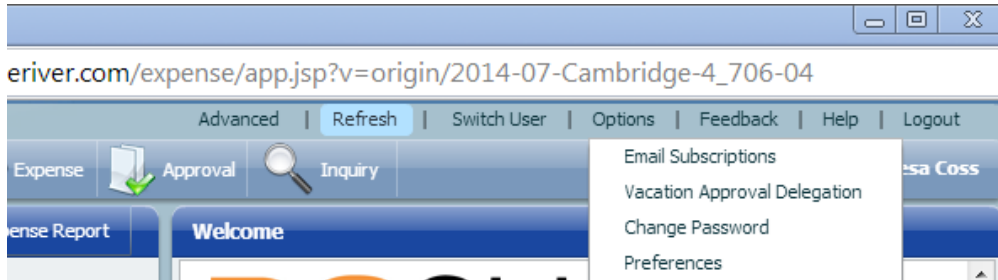 eriver.com/expense/app.jsp?v=origin/2014-07-Cambridge-4_706-04
Advanced | Refresh | Switch User | Options | Feedback | Help | Logout
Expense Approval Inquiry esa Coss
Email Subscriptions
Vacation Approval Delegation
Change Password
Preferences
ense Report Welcome